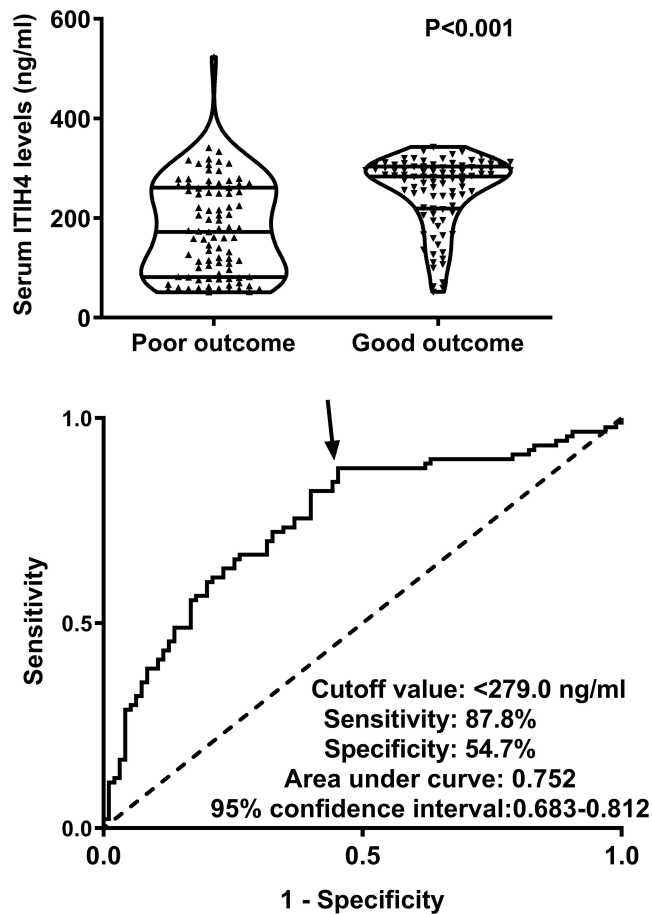 Serum ITIH4 levels (ng/ml)
600
400
200
0
P<0.001
Poor outcome
Good outcome
Sensitivity
1.0
0.5
0.0
Cutoff value: <279.0 ng/ml
Sensitivity: 87.8%
Specificity: 54.7%
Area under curve: 0.752
95% confidence interval:0.683-0.812
0.0
0.5
1.0
1 - Specificity